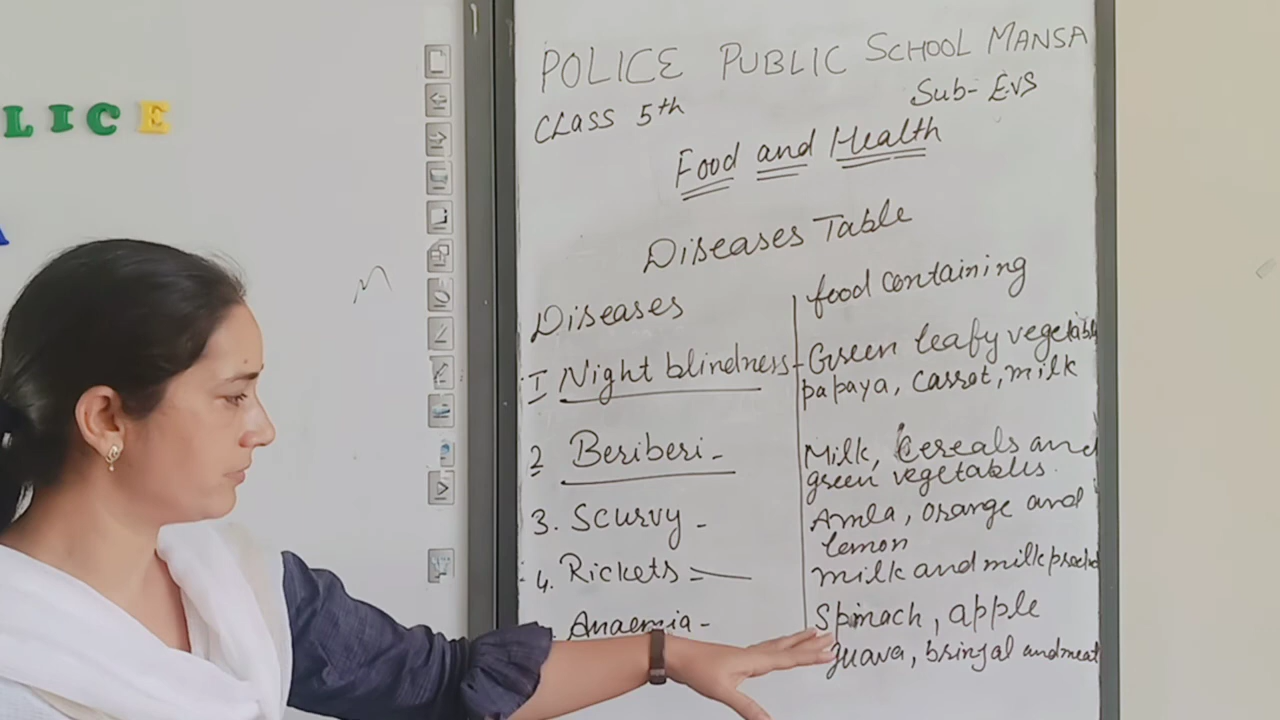 LICE
POLICE PUBLIC SCHOOL MANSA
CLASS 5th Sub- EVS
Food and Health
Diseases Table
Diseases food containing
1 Night blindness - Green leafy vegetable
papaya, carrot, milk
2 Beriberi - Milk, Cereals and
green vegetables.
3. Scurvy - Amla, orange and
lemon
4. Rickets - milk and milk product
Anaemia - Spinach, apple
guava, brinjal and meat